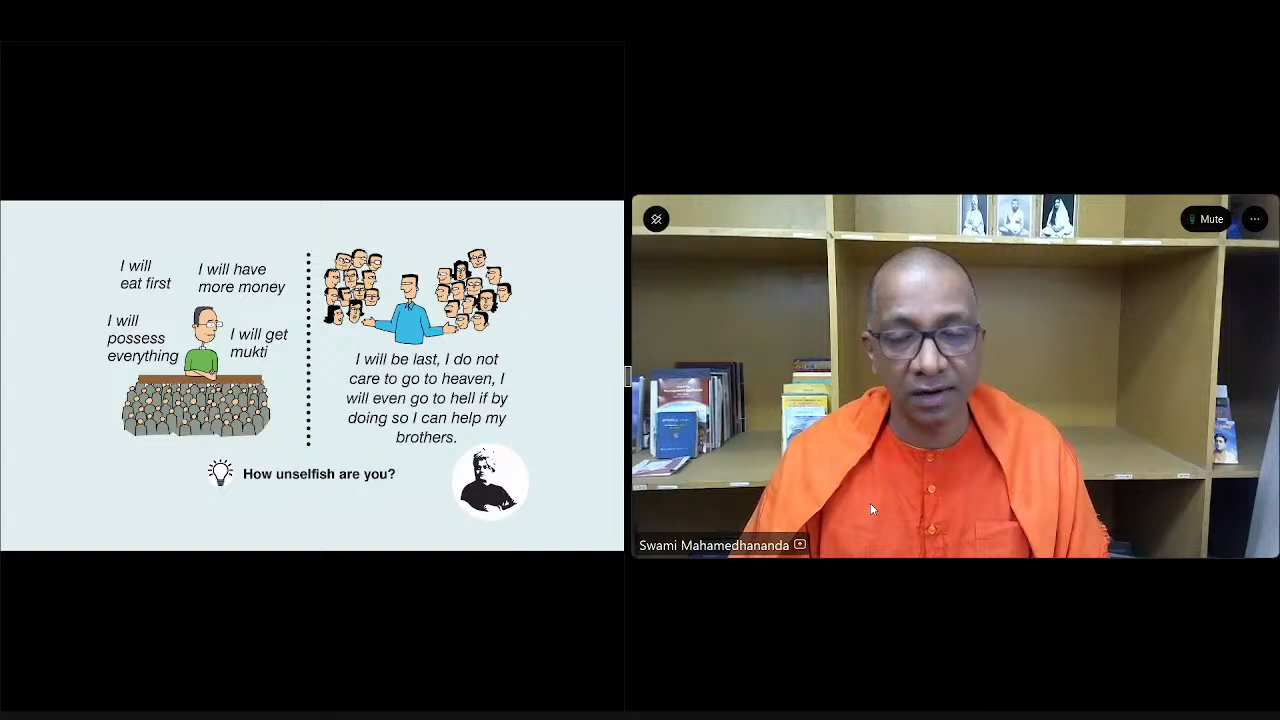 I will
eat first
I will have
more money
I will
possess
everything
I will get
mukti
I will be last, I do not
care to go to heaven, I
will even go to hell if by
doing so I can help my
brothers.
How unselfish are you?
Mute
Swami Mahamedhananda